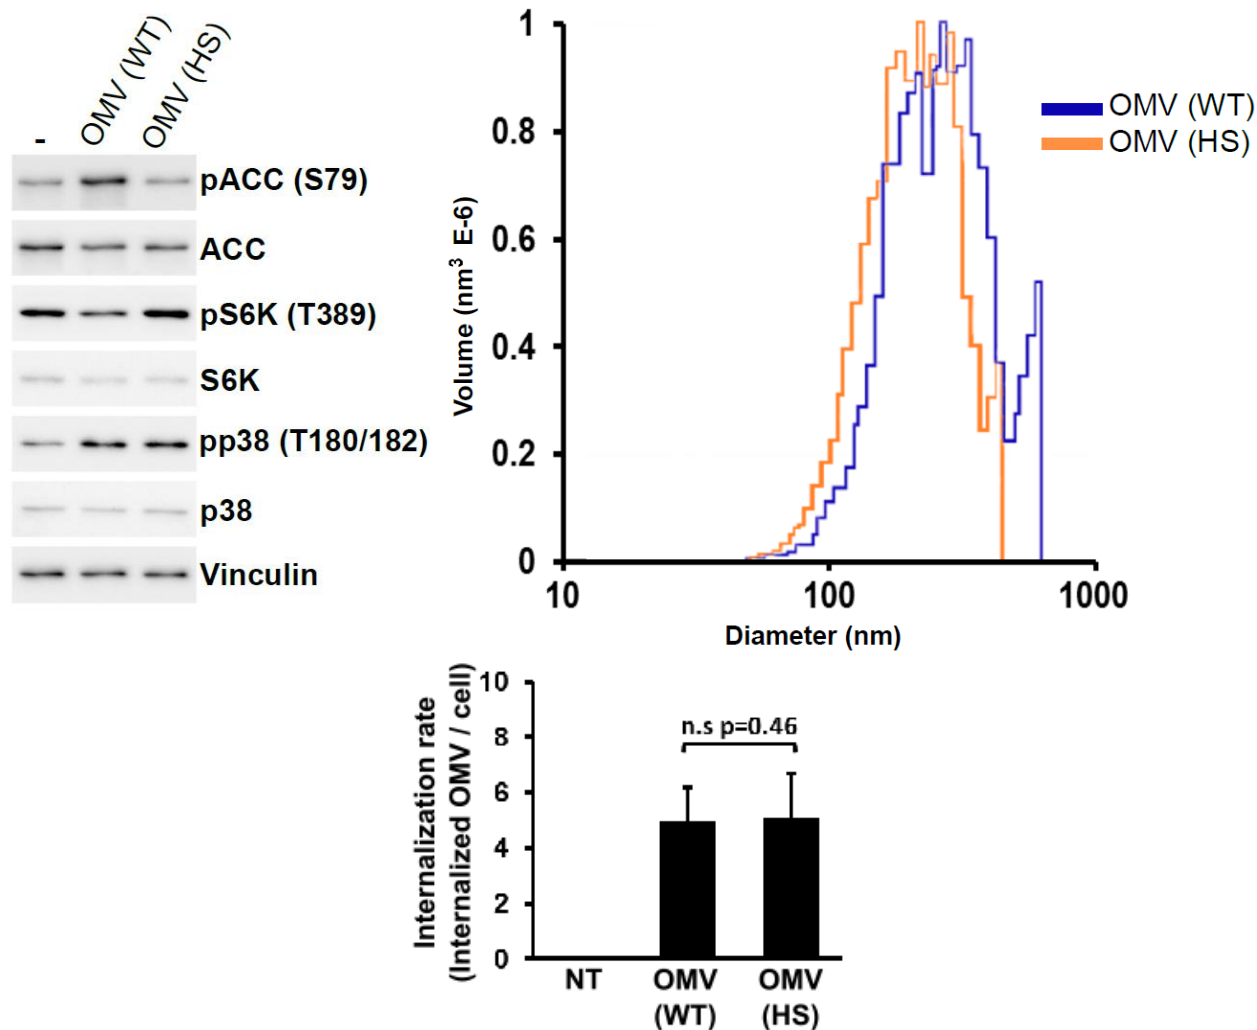 -
OMV (WT)
OMV (HS)
pACC (S79)
ACC
pS6K (T389)
S6K
pp38 (T180/182)
p38
Vinculin
Volume (nm³ E-6)
1
0.8
0.6
0.4
0.2
0
10
100
1000
Diameter (nm)
OMV (WT)
OMV (HS)
Internalization rate
(Internalized OMV / cell)
10
8
6
4
2
0
n.s p=0.46
NT
OMV
(WT)
OMV
(HS)